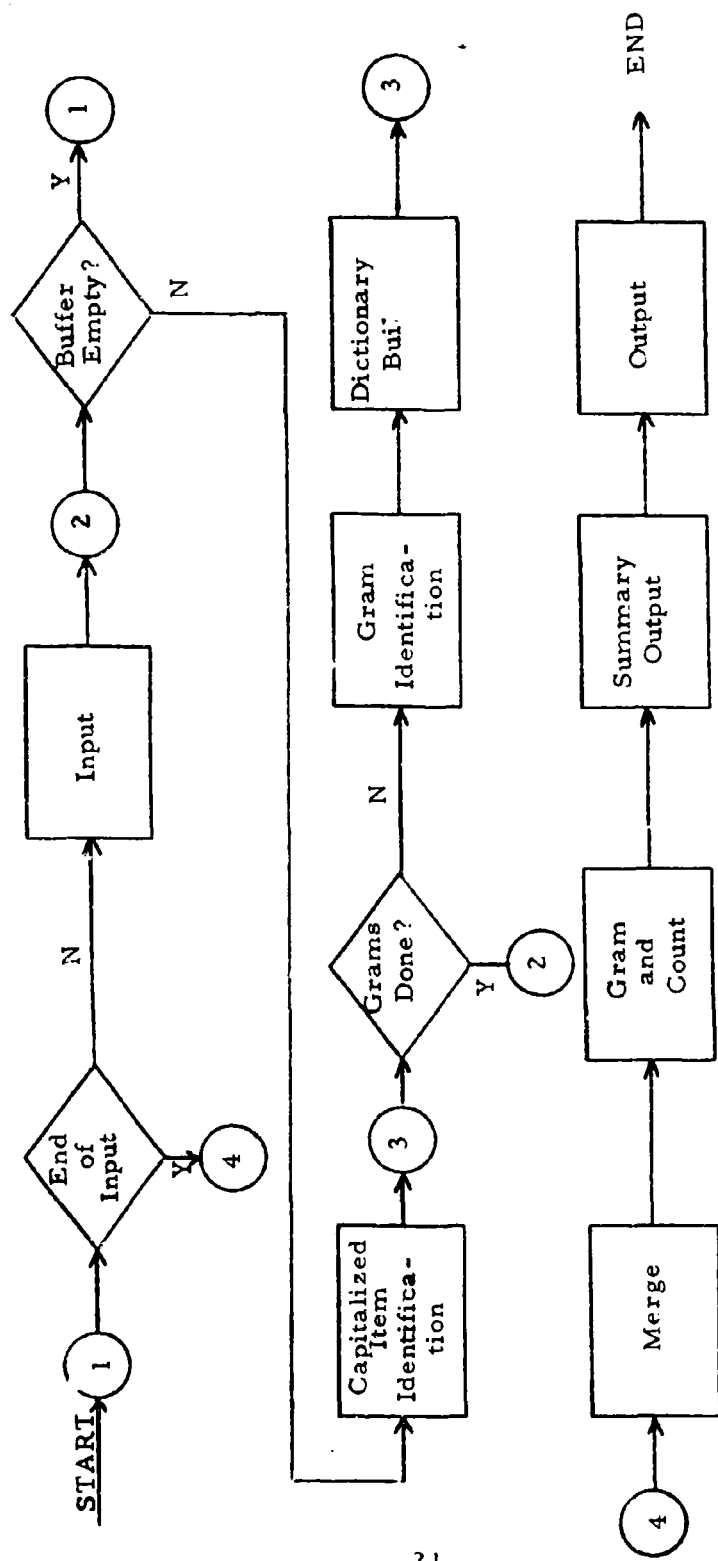 START
1
End
of
Input
Y
4
N
Input
2
Buffer
Empty?
Y
1
N
Capitalized
Item
Identifica-
tion
3
Grams
Done?
Y
2
N
Gram
Identifica-
tion
Dictionary
3
4
Merge
Gram
and
Count
Summary
Output
Output
END